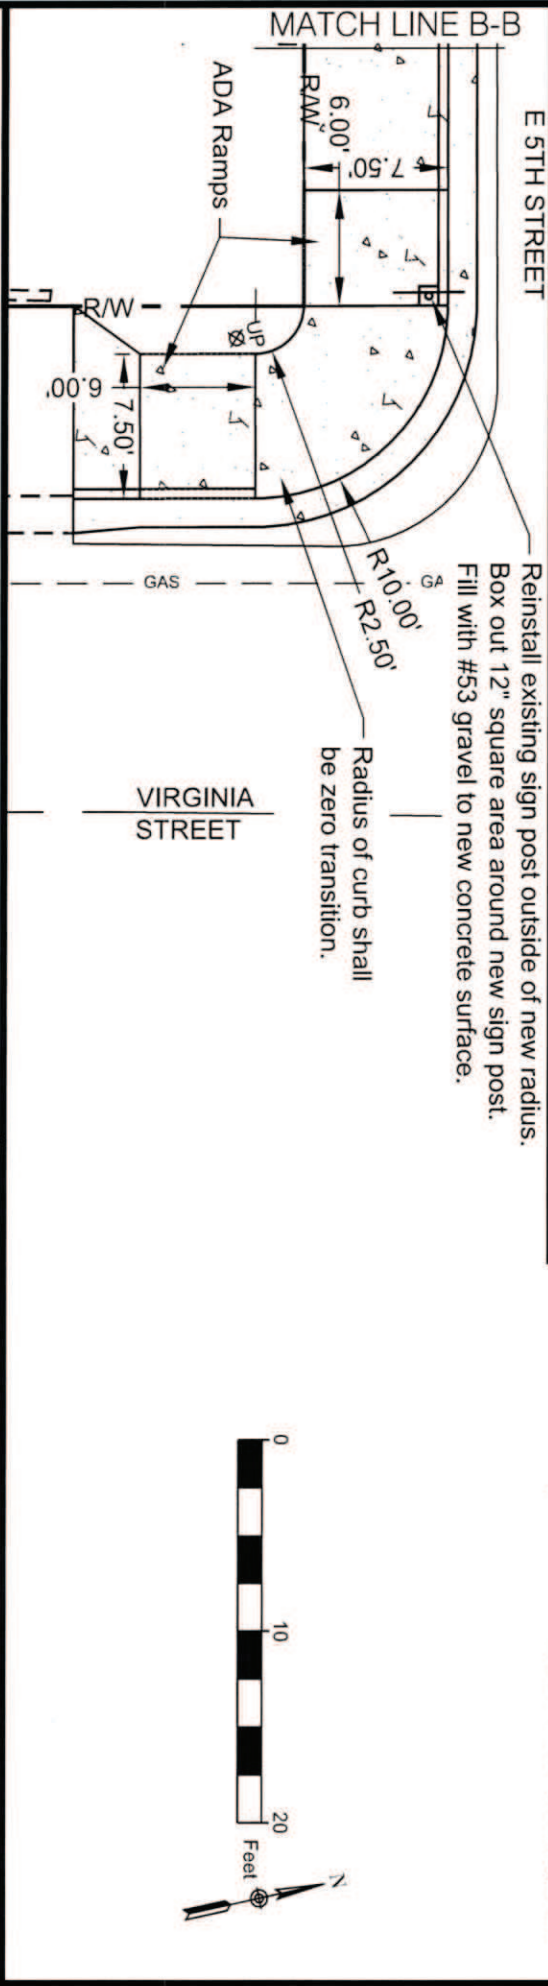 MATCH LINE B-B
E 5TH STREET
R/W
6.00'
7.50'
ADA Ramps
Reinstall existing sign post outside of new radius.
Box out 12" square area around new sign post.
Fill with #53 gravel to new concrete surface.
R/W
UP
6.00'
7.50'
R10.00'
R2.50'
GAS
GA
Radius of curb shall
be zero transition.
VIRGINIA
STREET
0
10
20
Feet
N